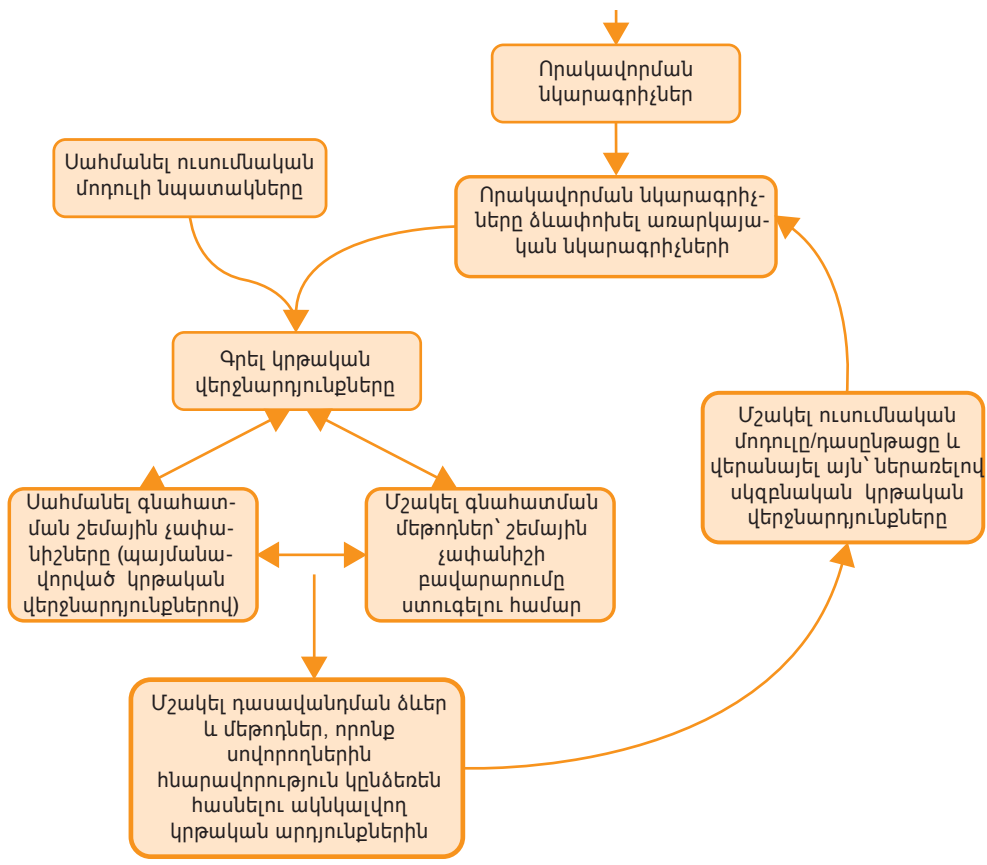 Որակավորման
նկարագրիչներ
Սահմանել ուսումնական
մոդուլի նպատակները
Որակավորման նկարագրիչ-
ները ձևափոխել առարկայա-
կան նկարագրիչների
Գրել կրթական
վերջնարդյունքները
Մշակել ուսումնական
մոդուլը/դասընթացը և
վերանայել այն՝ ներառելով
սկզբնական կրթական
վերջնարդյունքները
Սահմանել գնահատ-
ման շեմային չափա-
նիշները (պայմանա-
վորված կրթական
վերջնարդյունքներով)
Մշակել գնահատման
մեթոդներ՝ շեմային
չափանիշի
բավարարումը
ստուգելու համար
Մշակել դասավանդման ձևեր
և մեթոդներ, որոնք
սովորողներին
հնարավորություն կընձեռեն
հասնելու ակնկալվող
կրթական արդյունքներին